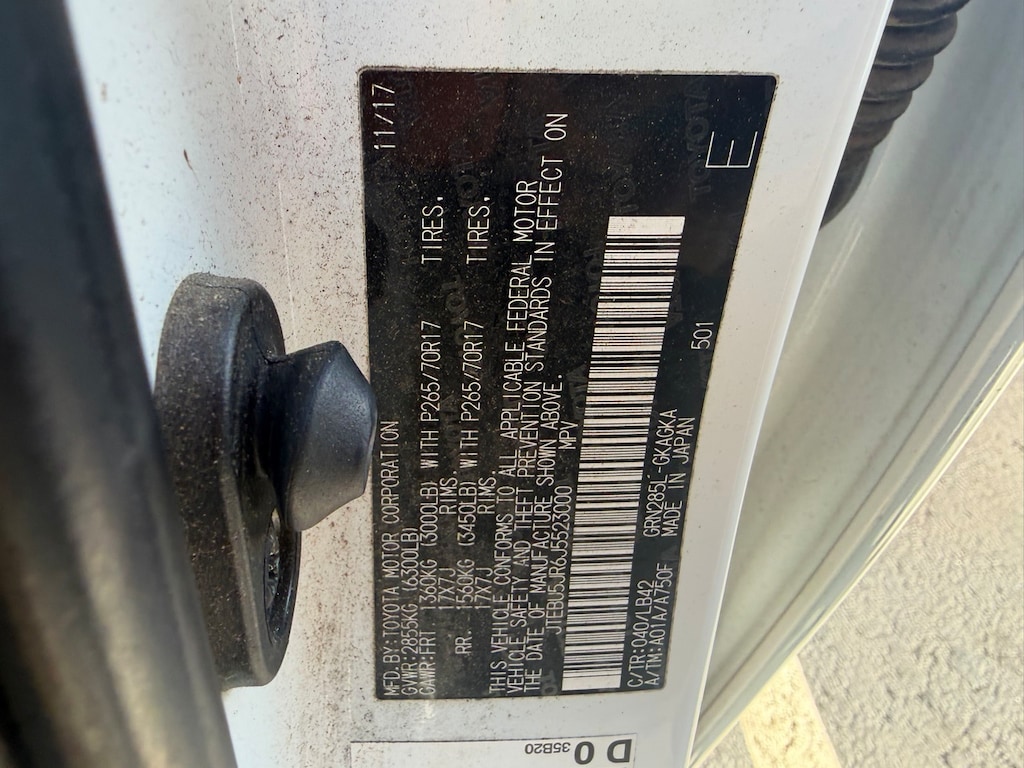 MFD.BY:TOYOTA MOTOR CORPORATION 11/17
GVWR:2855KG (6300LB)
GAWR:FRT 1360KG (3000LB) WITH P265/70R17 TIRES,
17X7J RIMS
RR. 1560KG (3450LB) WITH P265/70R17 TIRES,
17X7J RIMS
THIS VEHICLE CONFORMS TO ALL APPLICABLE FEDERAL MOTOR
VEHICLE SAFETY AND THEFT PREVENTION STANDARDS IN EFFECT ON
THE DATE OF MANUFACTURE SHOWN ABOVE.
JTEBU5JR6J5523000 MPV
C/TR:040/LB42 GRN285L-GKAGKA 501
A/TM:A01A/A750F MADE IN JAPAN
E
TOYOTA
D 0
35B20